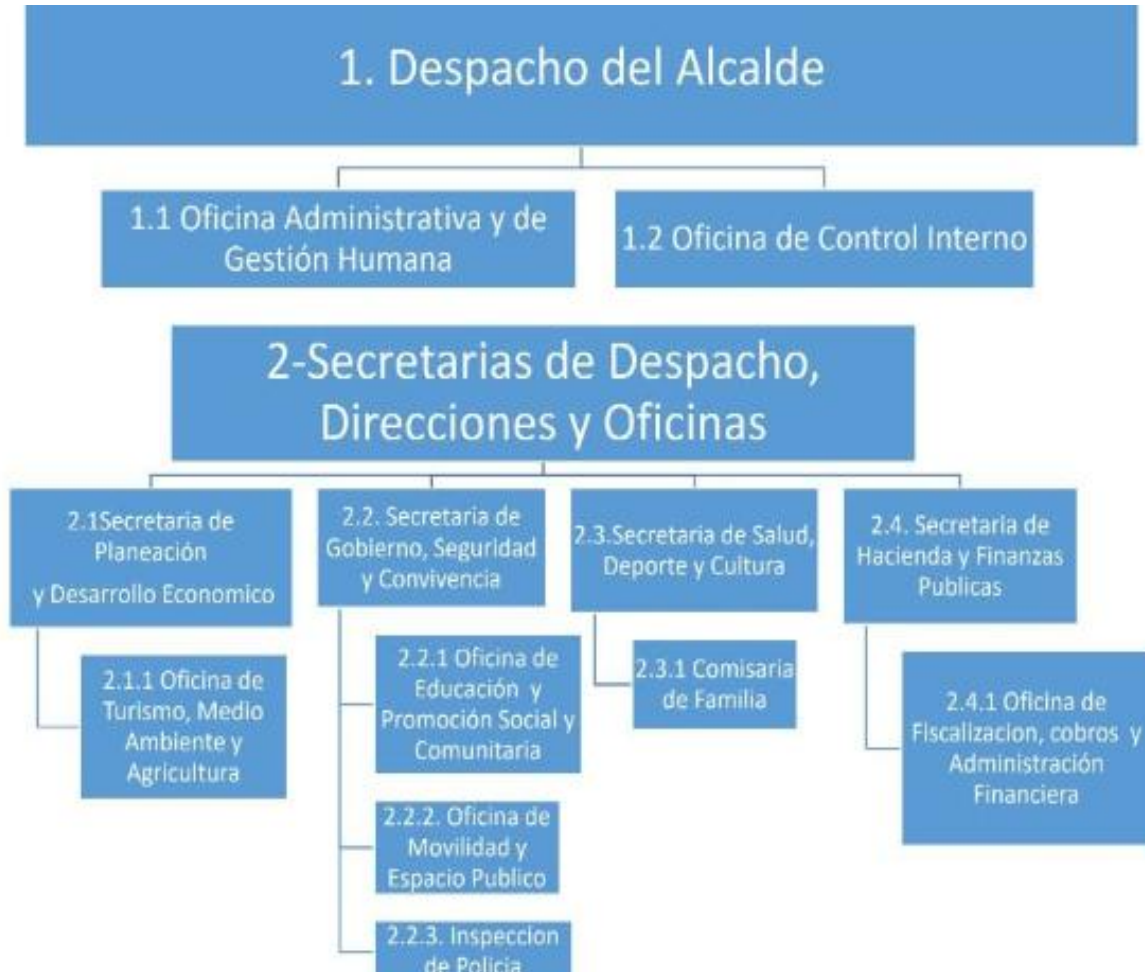 1. Despacho del Alcalde
1.1 Oficina Administrativa y de
Gestión Humana
1.2 Oficina de Control Interno
2-Secretarias de Despacho,
Direcciones y Oficinas
2.1Secretaria de
Planeación
y Desarrollo Economico
2.1.1 Oficina de
Turismo, Medio
Ambiente y
Agricultura
2.2. Secretaria de
Gobierno, Seguridad
y Convivencia
2.2.1 Oficina de
Educación y
Promoción Social y
Comunitaria
2.2.2. Oficina de
Movilidad y
Espacio Publico
2.2.3. Inspeccion
de Policia
2.3.Secretaria de Salud,
Deporte y Cultura
2.3.1 Comisaria
de Familia
2.4. Secretaria de
Hacienda y Finanzas
Publicas
2.4.1 Oficina de
Fiscalizacion, cobros y
Administración
Financiera